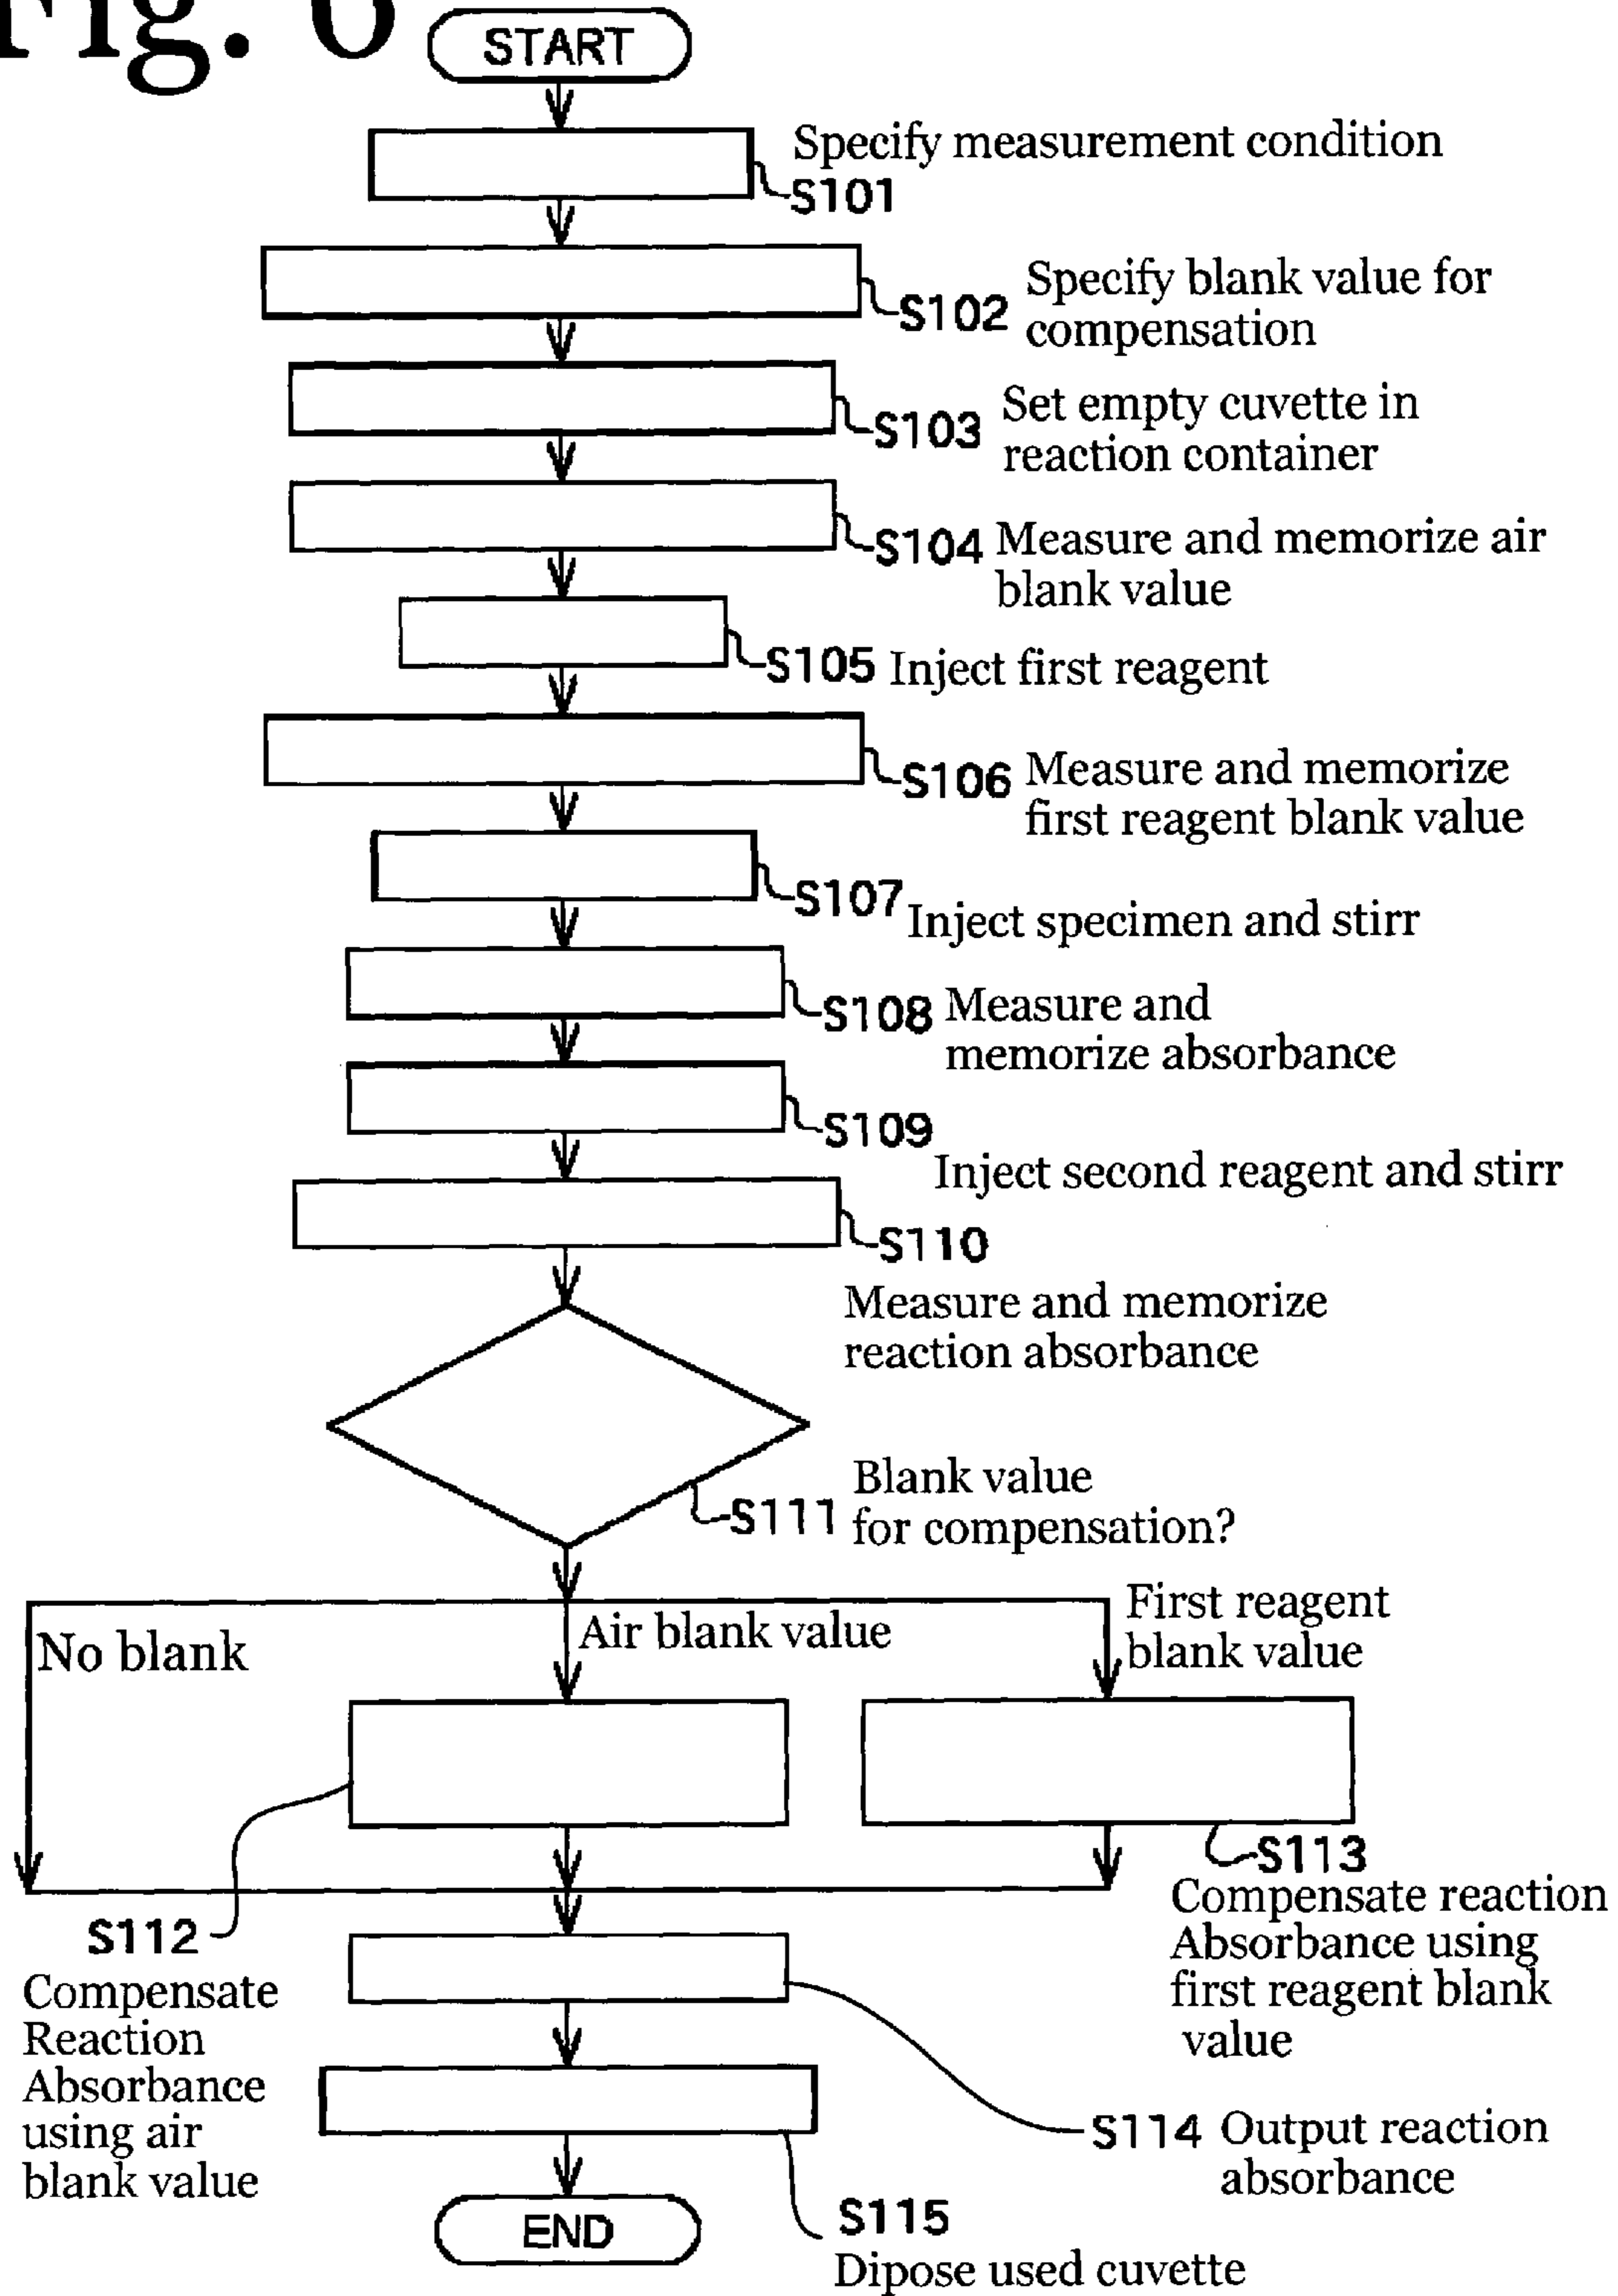 Fig. 6
START
Specify measurement condition
S101
S102
Specify blank value for
compensation
S103
Set empty cuvette in
reaction container
S104
Measure and memorize air
blank value
S105
Inject first reagent
S106
Measure and memorize
first reagent blank value
S107
Inject specimen and stirr
S108
Measure and
memorize absorbance
S109
Inject second reagent and stirr
S110
Measure and memorize
reaction absorbance
S111
Blank value
for compensation?
No blank
Air blank value
First reagent
blank value
S112
Compensate
Reaction
Absorbance
using air
blank value
S113
Compensate reaction
Absorbance using
first reagent blank
value
S114
Output reaction
absorbance
S115
Dipose used cuvette
END